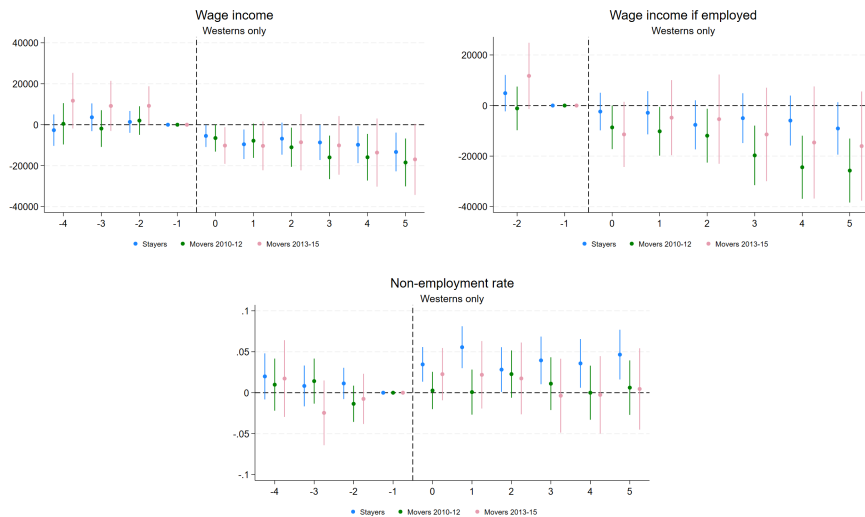 Wage income
Westerns only
40000
20000
0
-20000
-40000
-4 -3 -2 -1 0 1 2 3 4 5
Stayers Movers 2010-12 Movers 2013-15
Wage income if employed
Westerns only
20000
0
-20000
-40000
-2 -1 0 1 2 3 4 5
Stayers Movers 2010-12 Movers 2013-15
Non-employment rate
Westerns only
.1
.05
0
-.05
-.1
-4 -3 -2 -1 0 1 2 3 4 5
Stayers Movers 2010-12 Movers 2013-15